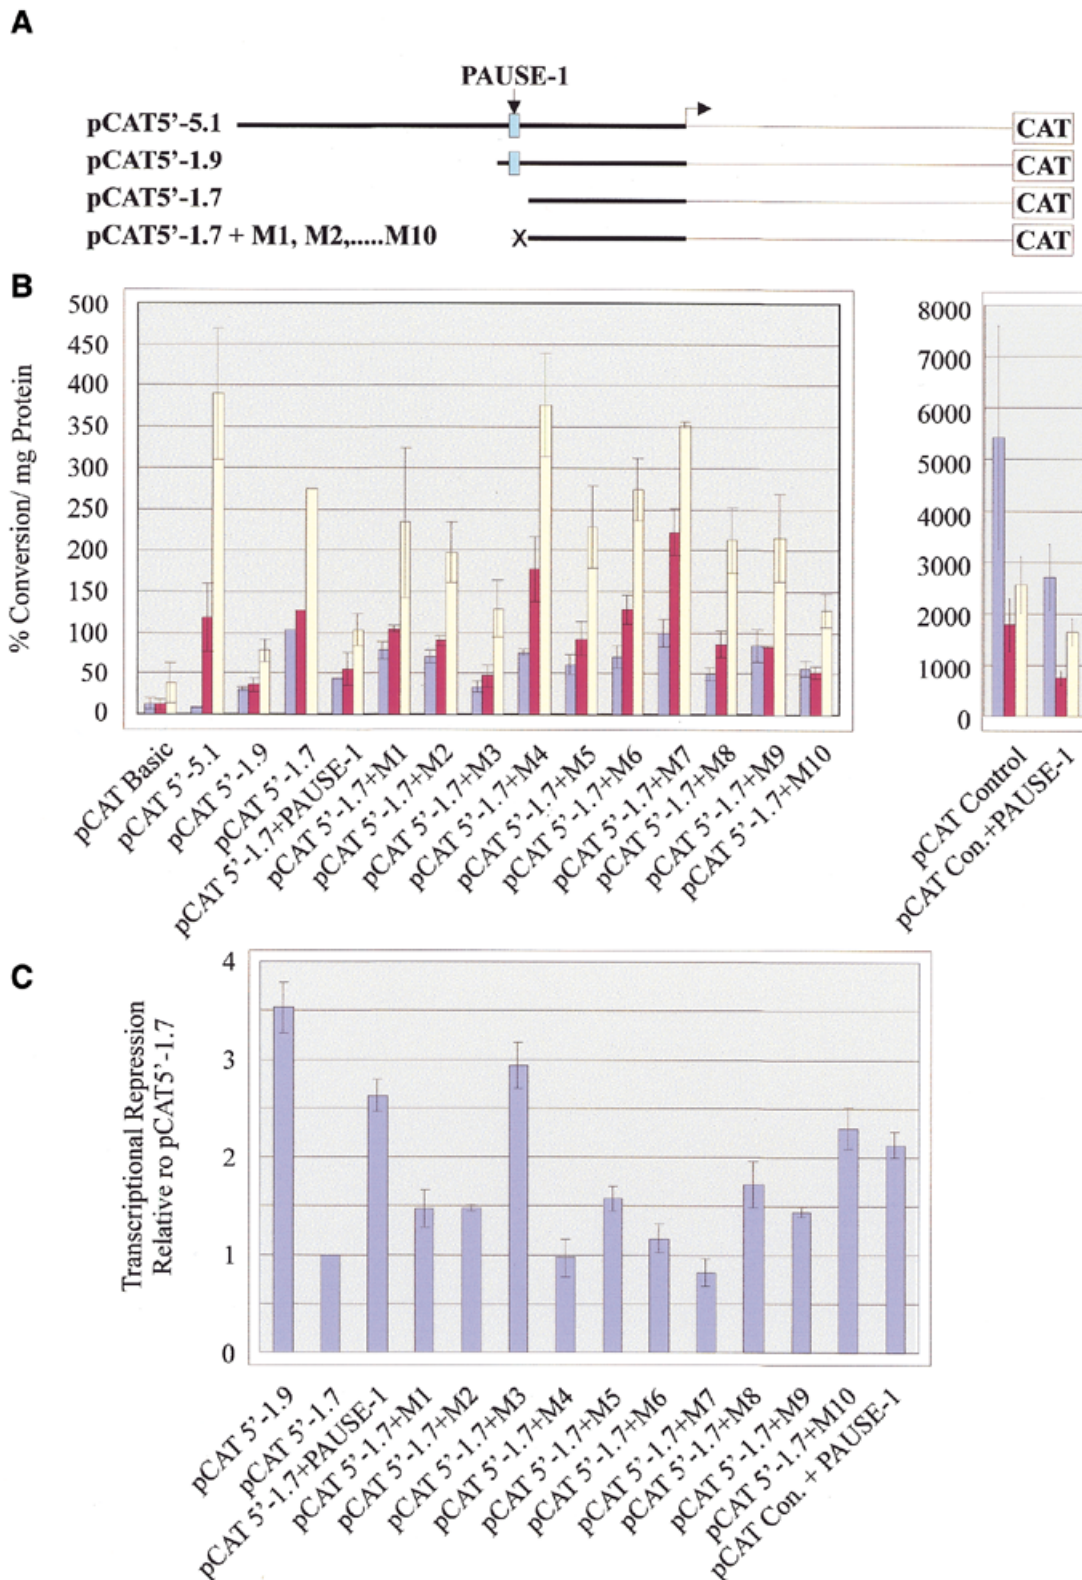 A
PAUSE-1
pCAT5'-5.1
CAT
pCAT5'-1.9
CAT
pCAT5'-1.7
CAT
pCAT5'-1.7 + M1, M2,.....M10
X
CAT
B
% Conversion/ mg Protein
500
450
400
350
300
250
200
150
100
50
0
pCAT Basic
pCAT 5'-5.1
pCAT 5'-1.9
pCAT 5'-1.7
pCAT 5'-1.7+PAUSE-1
pCAT 5'-1.7+M1
pCAT 5'-1.7+M2
pCAT 5'-1.7+M3
pCAT 5'-1.7+M4
pCAT 5'-1.7+M5
pCAT 5'-1.7+M6
pCAT 5'-1.7+M7
pCAT 5'-1.7+M8
pCAT 5'-1.7+M9
pCAT 5'-1.7+M10
8000
7000
6000
5000
4000
3000
2000
1000
0
pCAT Control
pCAT Con.+PAUSE-1
C
Transcriptional Repression
Relative ro pCAT5'-1.7
4
3
2
1
0
pCAT 5'-1.9
pCAT 5'-1.7
pCAT 5'-1.7+PAUSE-1
pCAT 5'-1.7+M1
pCAT 5'-1.7+M2
pCAT 5'-1.7+M3
pCAT 5'-1.7+M4
pCAT 5'-1.7+M5
pCAT 5'-1.7+M6
pCAT 5'-1.7+M7
pCAT 5'-1.7+M8
pCAT 5'-1.7+M9
pCAT 5'-1.7+M10
pCAT Con. + PAUSE-1